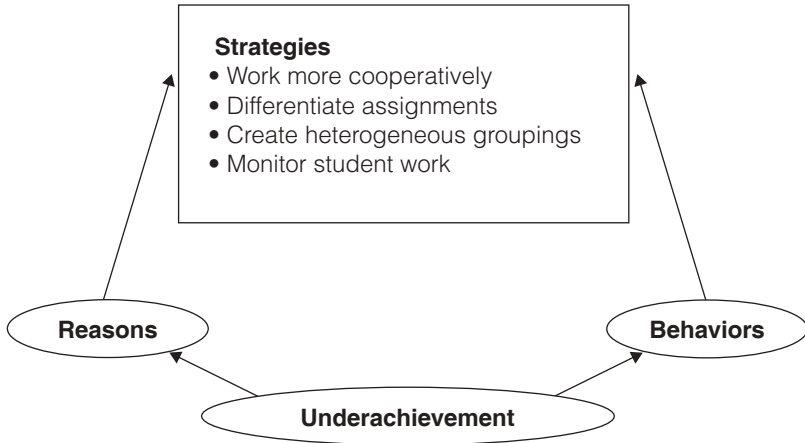 Strategies
• Work more cooperatively
• Differentiate assignments
• Create heterogeneous groupings
• Monitor student work
Reasons
Behaviors
Underachievement